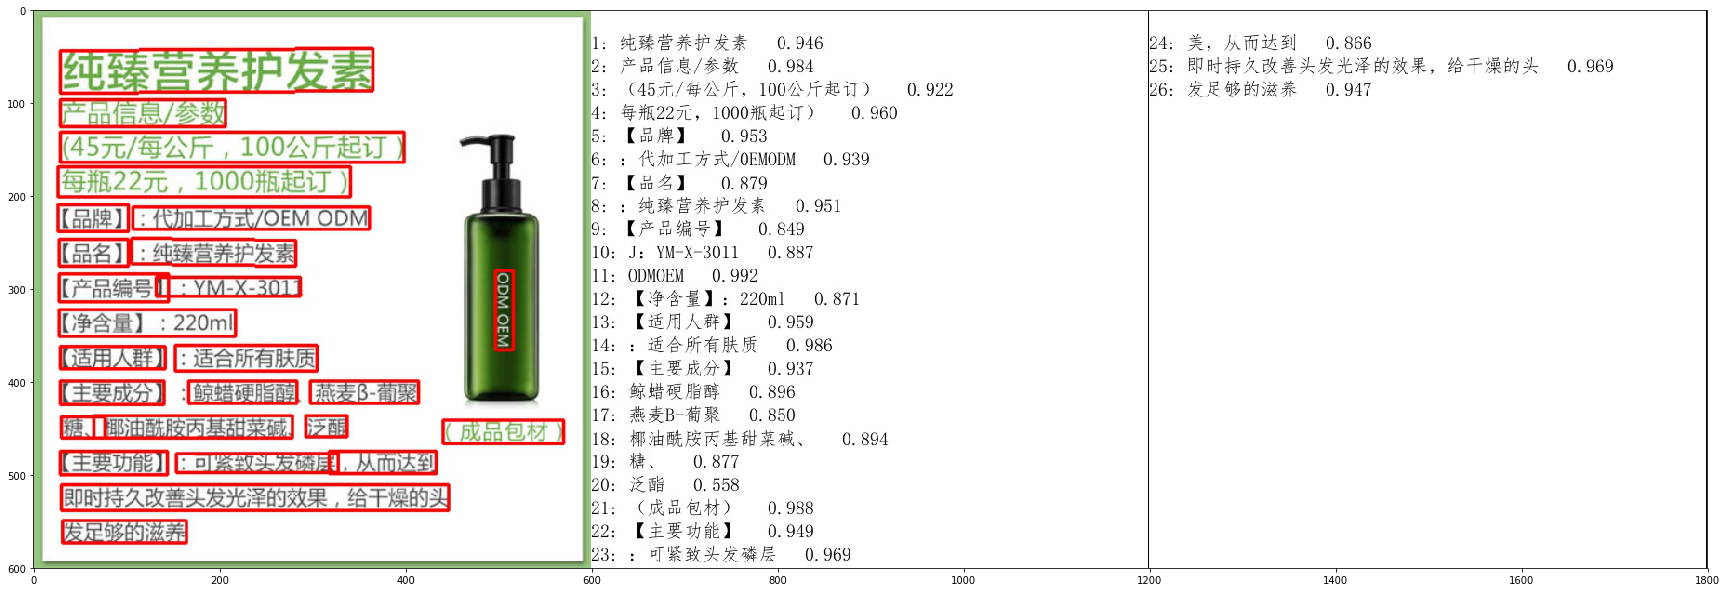 纯臻营养护发素
产品信息/参数
(45元/每公斤，100公斤起订)
每瓶22元，1000瓶起订)
【品牌】：代加工方式/OEM ODM
【品名】：纯臻营养护发素
【产品编号】：YM-X-3011
【净含量】：220ml
【适用人群】：适合所有肤质
【主要成分】：鲸蜡硬脂醇、燕麦β-葡聚
糖、椰油酰胺丙基甜菜碱、
【主要功能】：可紧致头发磷层，从而达到
即时持久改善头发光泽的效果，给干燥的头
发足够的滋养
ODM OEM
(成品包材)
1: 纯臻营养护发素 0.946
2: 产品信息/参数 0.984
3: （45元/每公斤，100公斤起订） 0.922
4: 每瓶22元，1000瓶起订） 0.960
5: 【品牌】 0.953
6: ：代加工方式/OEMODM 0.939
7: 【品名】 0.879
8: ：纯臻营养护发素 0.951
9: 【产品编号】 0.849
10: J：YM-X-3011 0.887
11: ODMOEM 0.992
12: 【净含量】：220ml 0.871
13: 【适用人群】 0.959
14: ：适合所有肤质 0.986
15: 【主要成分】 0.937
16: 鲸蜡硬脂醇 0.896
17: 燕麦B-葡聚 0.850
18: 椰油酰胺丙基甜菜碱、 0.894
19: 糖、 0.877
20: 泛酯 0.558
21: （成品包材） 0.988
22: 【主要功能】 0.949
23: ：可紧致头发磷层 0.969
24: 美，从而达到 0.866
25: 即时持久改善头发光泽的效果，给干燥的头 0.969
26: 发足够的滋养 0.947
0
100
200
300
400
500
600
0 200 400 600 800 1000 1200 1400 1600 1800